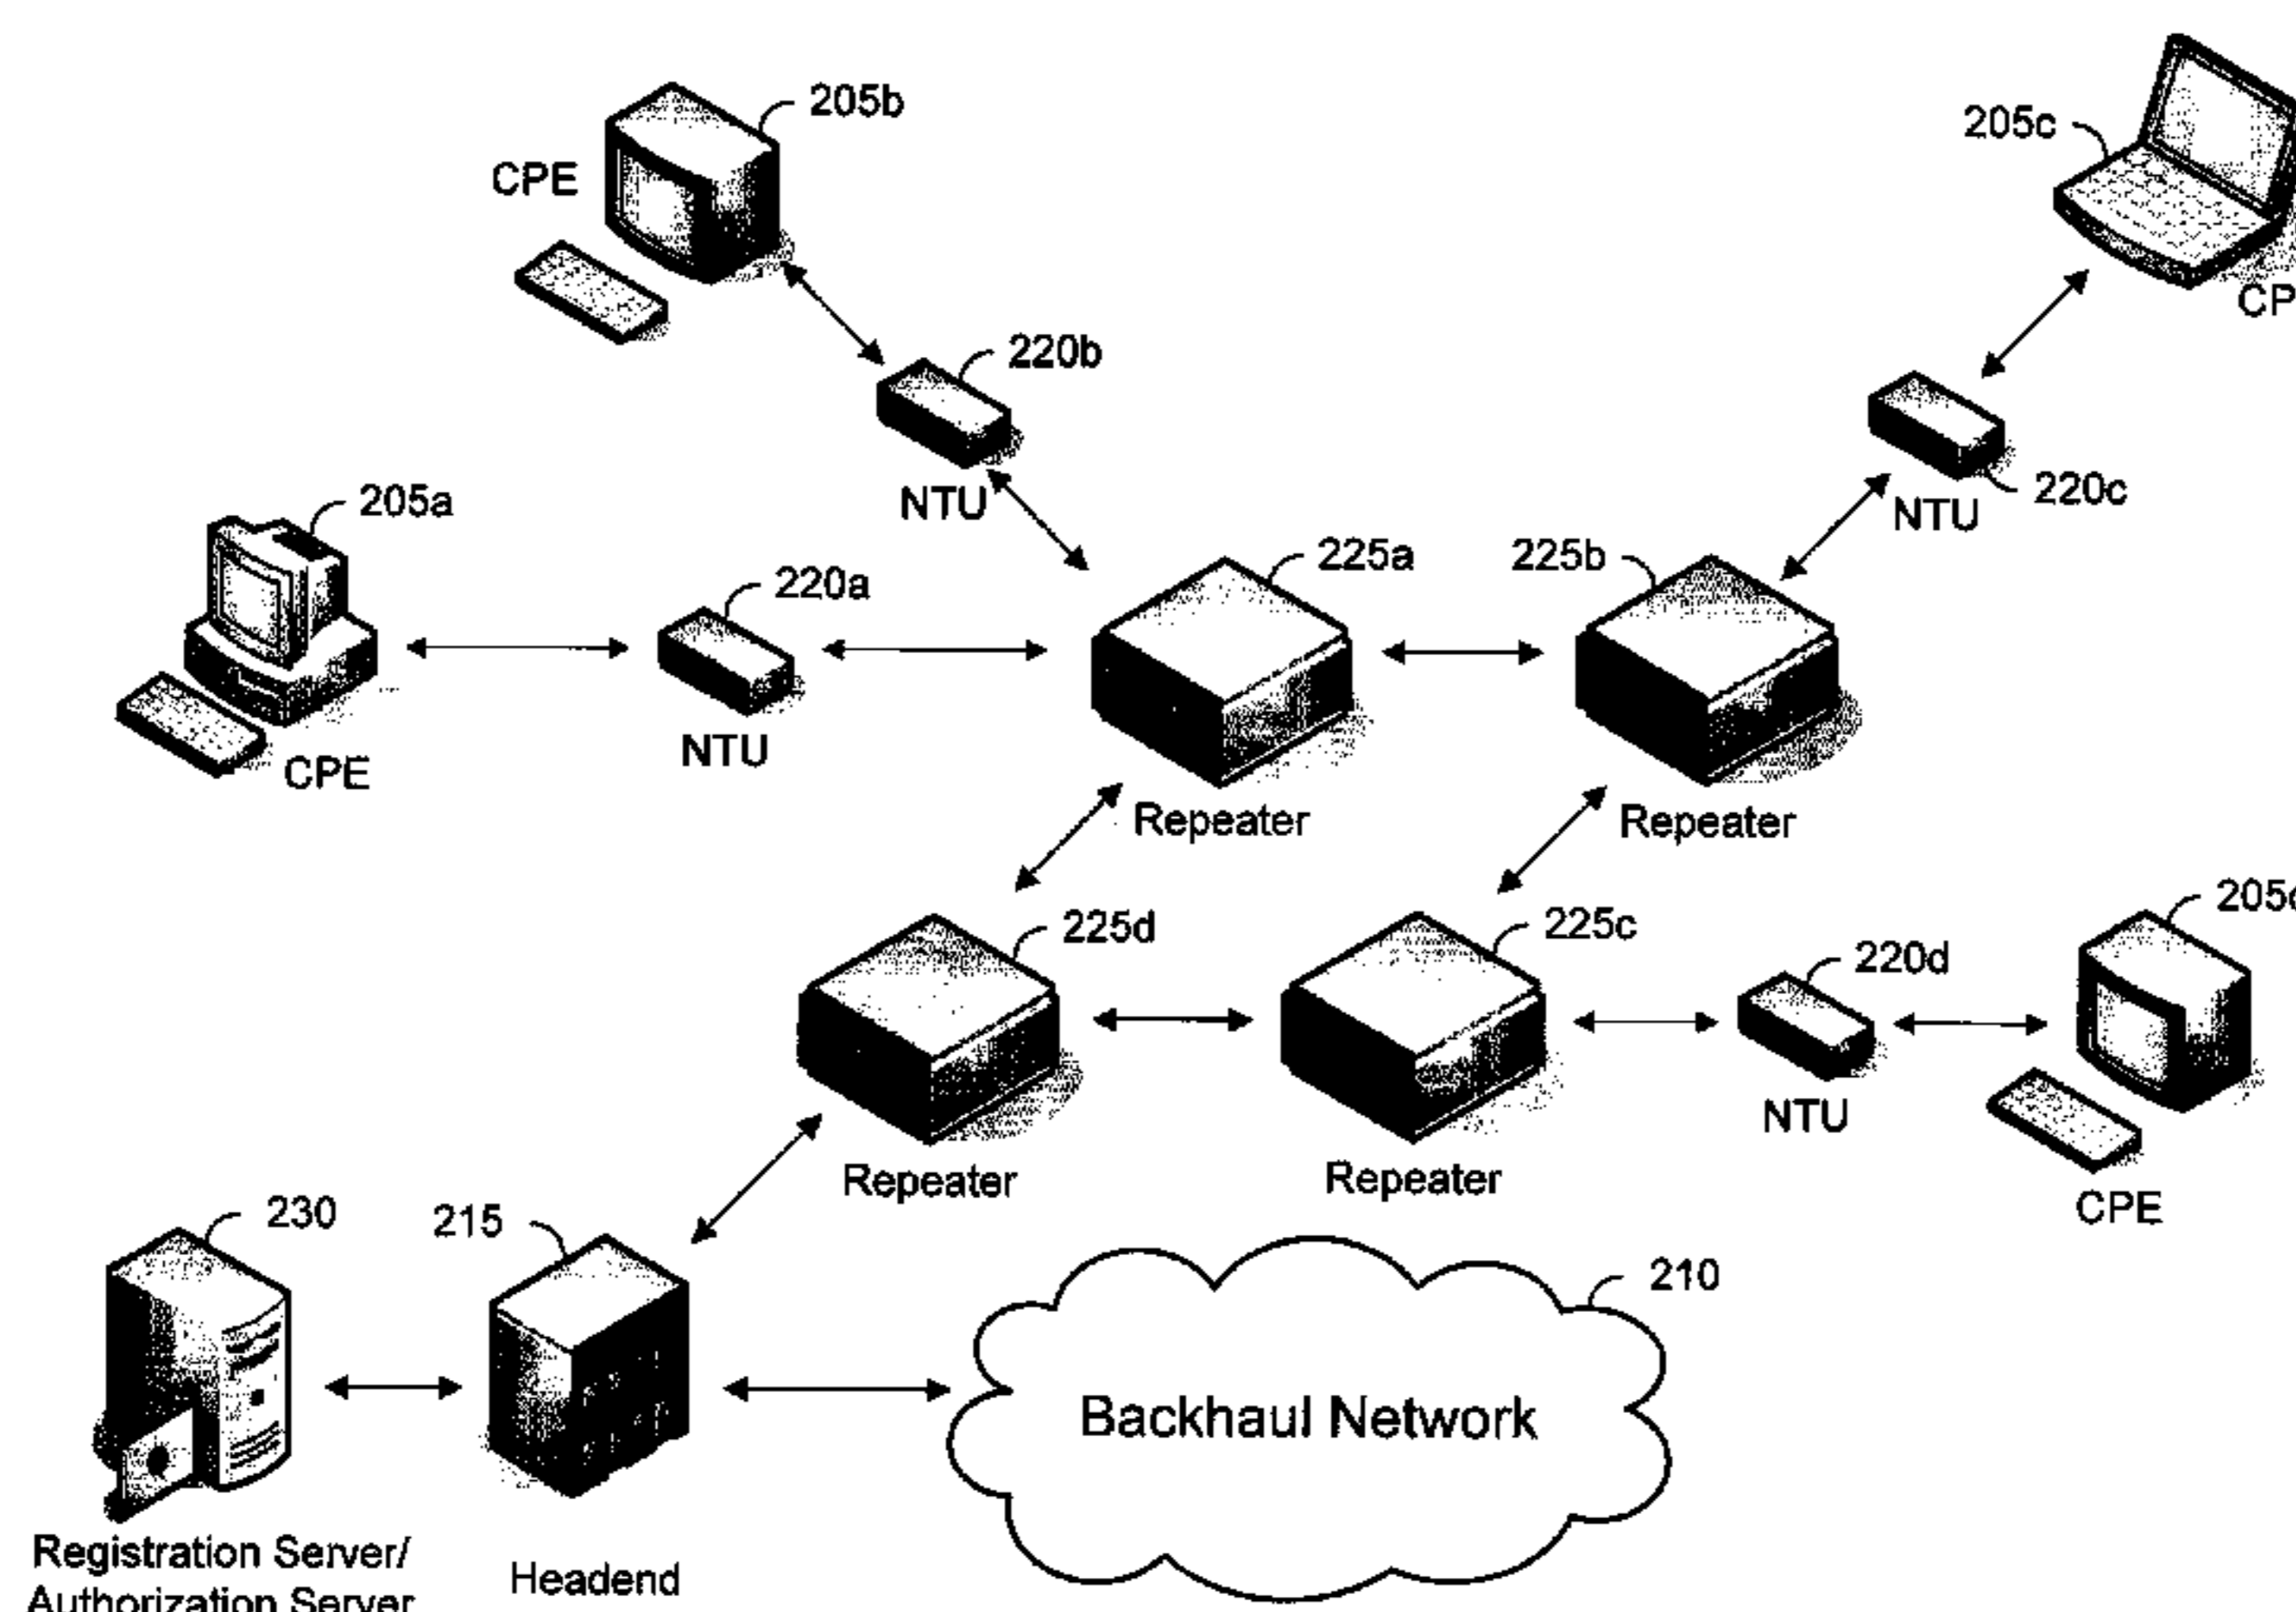 205b
205c
CPE
CP
220b
NTU
220c
NTU
205a
220a
225a
225b
CPE
NTU
Repeater
Repeater
225d
225c
220d
205
NTU
Repeater
Repeater
CPE
230
215
210
Backhaul Network
Registration Server/
Authorization Server
Headend